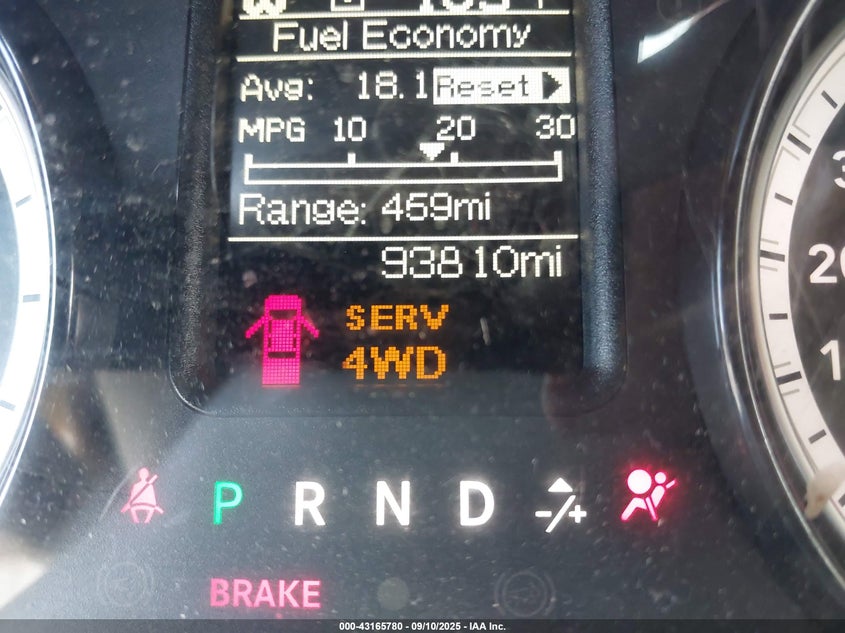 Fuel Economy
Avg: 18.1 Reset
MPG 10 20 30
Range: 469mi
93810mi
SERV
4WD
P R N D -/+
BRAKE
000-43165780 - 09/10/2025 - IAA Inc.